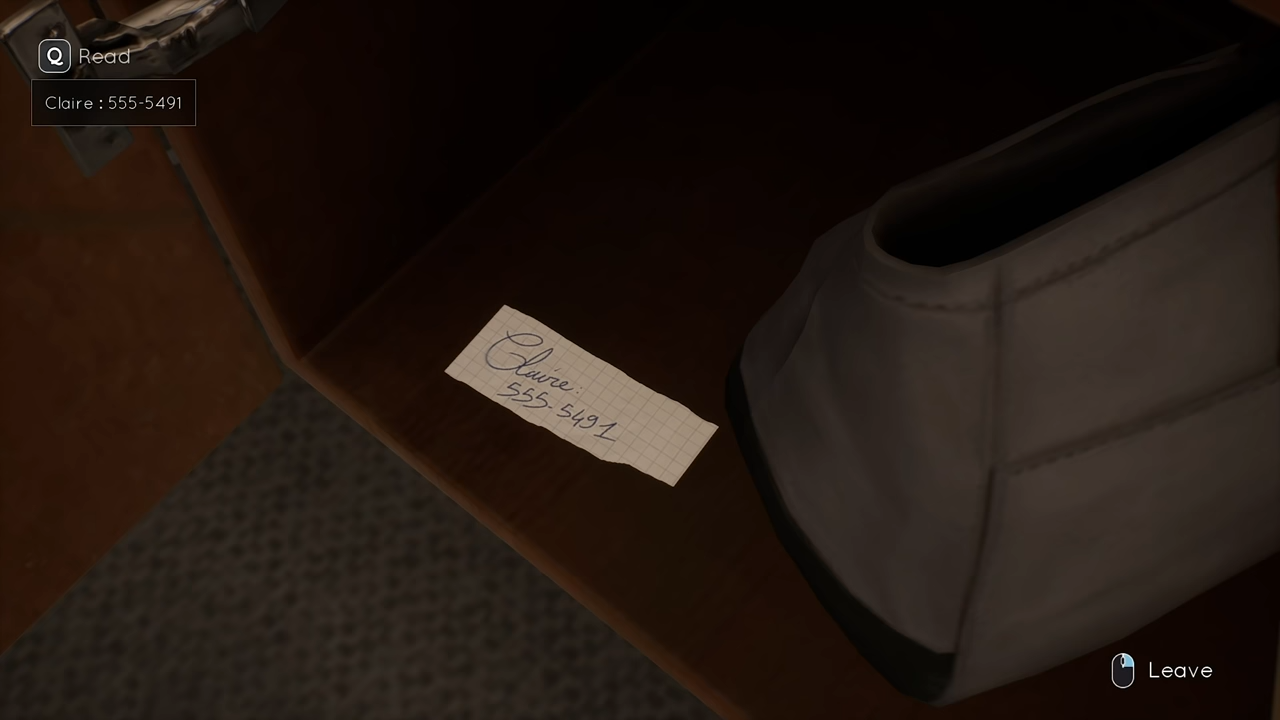 Q Read
Claire : 555-5491
Claire:
555-5491
Leave